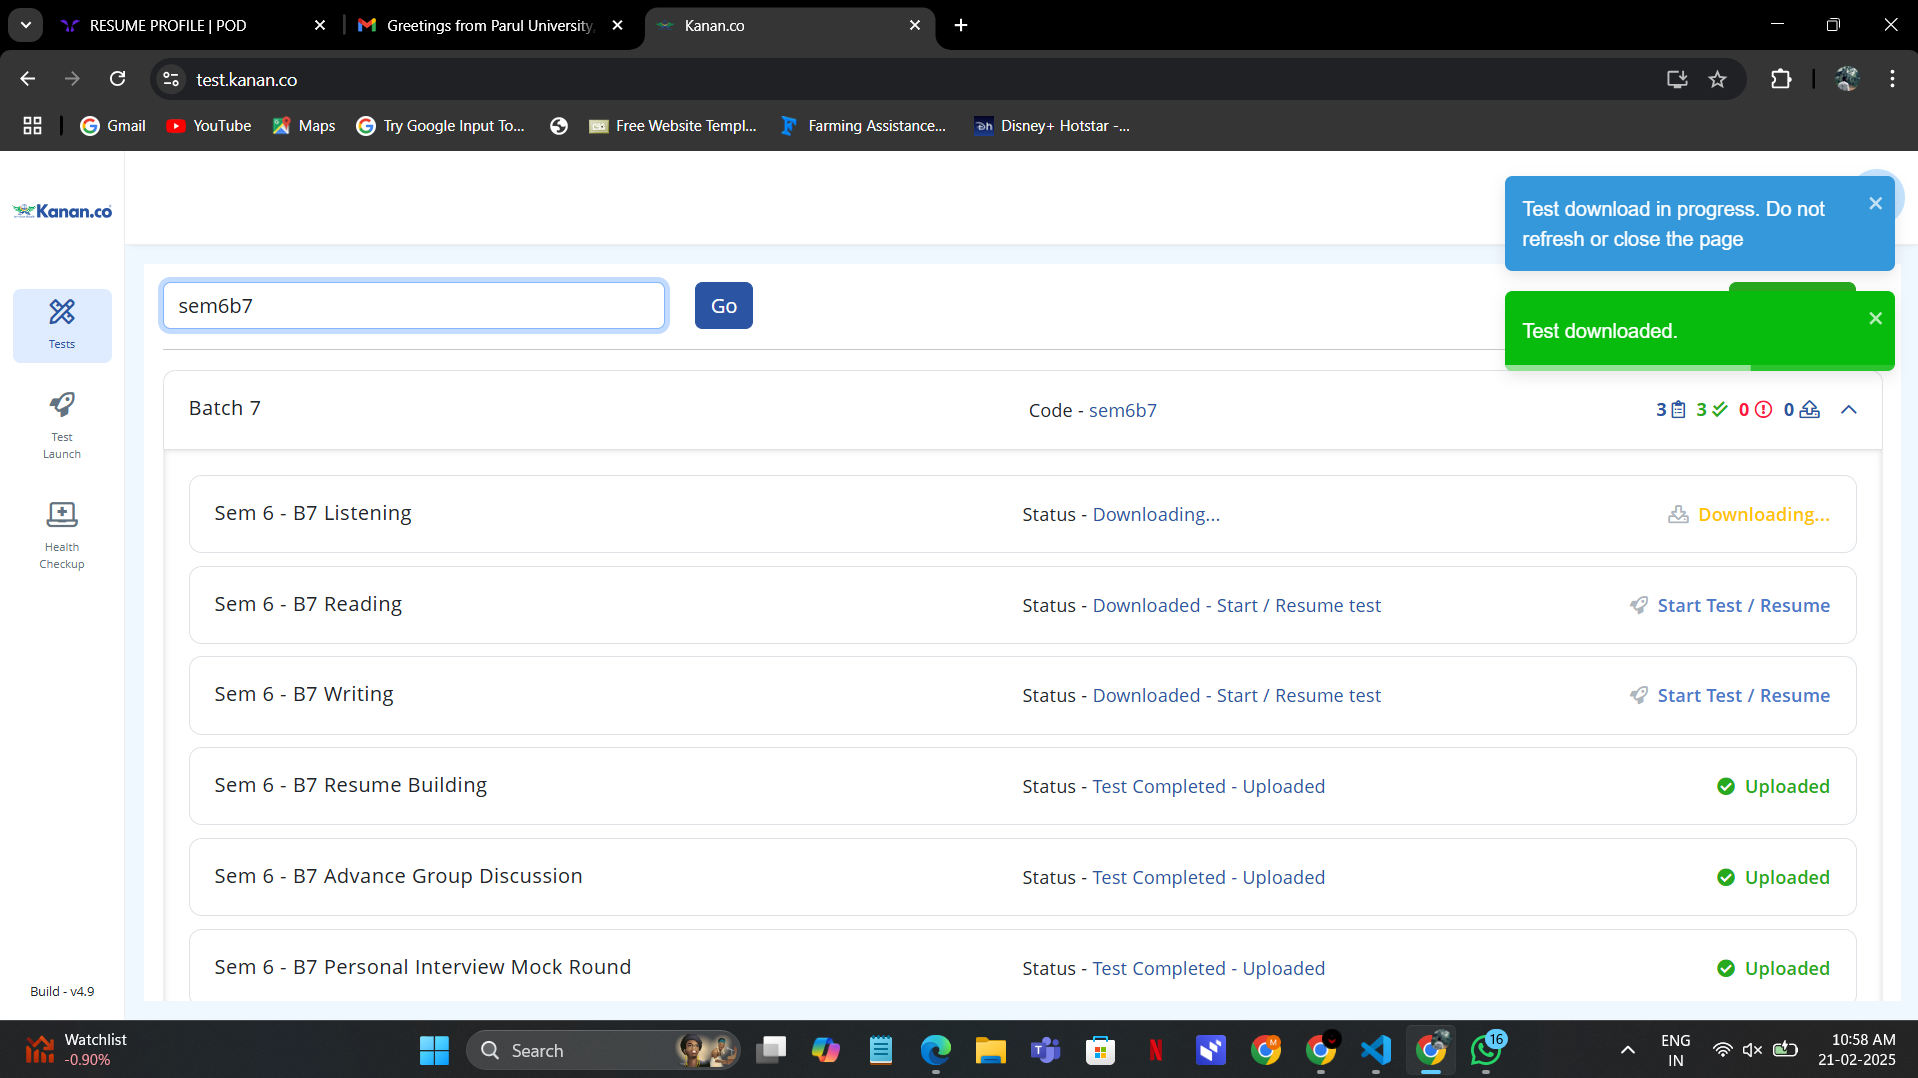 RESUME PROFILE | POD
Greetings from Parul University,
Kanan.co
test.kanan.co
Gmail
YouTube
Maps
Try Google Input To...
Free Website Templ...
Farming Assistance...
Disney+ Hotstar -...
Kanan.co
Test download in progress. Do not
refresh or close the page
sem6b7
Go
Test downloaded.
Tests
Batch 7
Code - sem6b7
3 3 0 0
Test
Launch
Sem 6 - B7 Listening
Status - Downloading...
Downloading...
Health
Checkup
Sem 6 - B7 Reading
Status - Downloaded - Start / Resume test
Start Test / Resume
Sem 6 - B7 Writing
Status - Downloaded - Start / Resume test
Start Test / Resume
Sem 6 - B7 Resume Building
Status - Test Completed - Uploaded
Uploaded
Sem 6 - B7 Advance Group Discussion
Status - Test Completed - Uploaded
Uploaded
Sem 6 - B7 Personal Interview Mock Round
Status - Test Completed - Uploaded
Uploaded
Build - v4.9
Watchlist
-0.90%
Search
16
ENG
IN
10:58 AM
21-02-2025